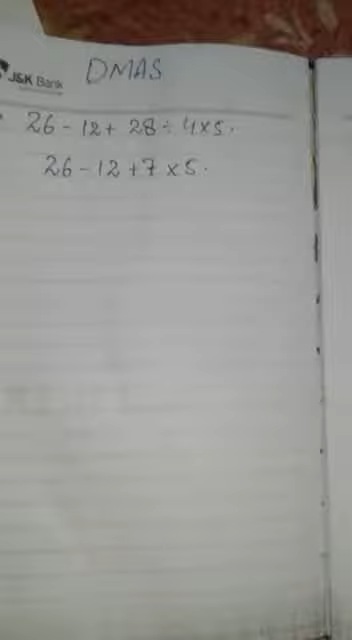 J&K Bank
DMAS
26 - 12 + 28 ÷ 4 × 5.
26 - 12 + 7 × 5.